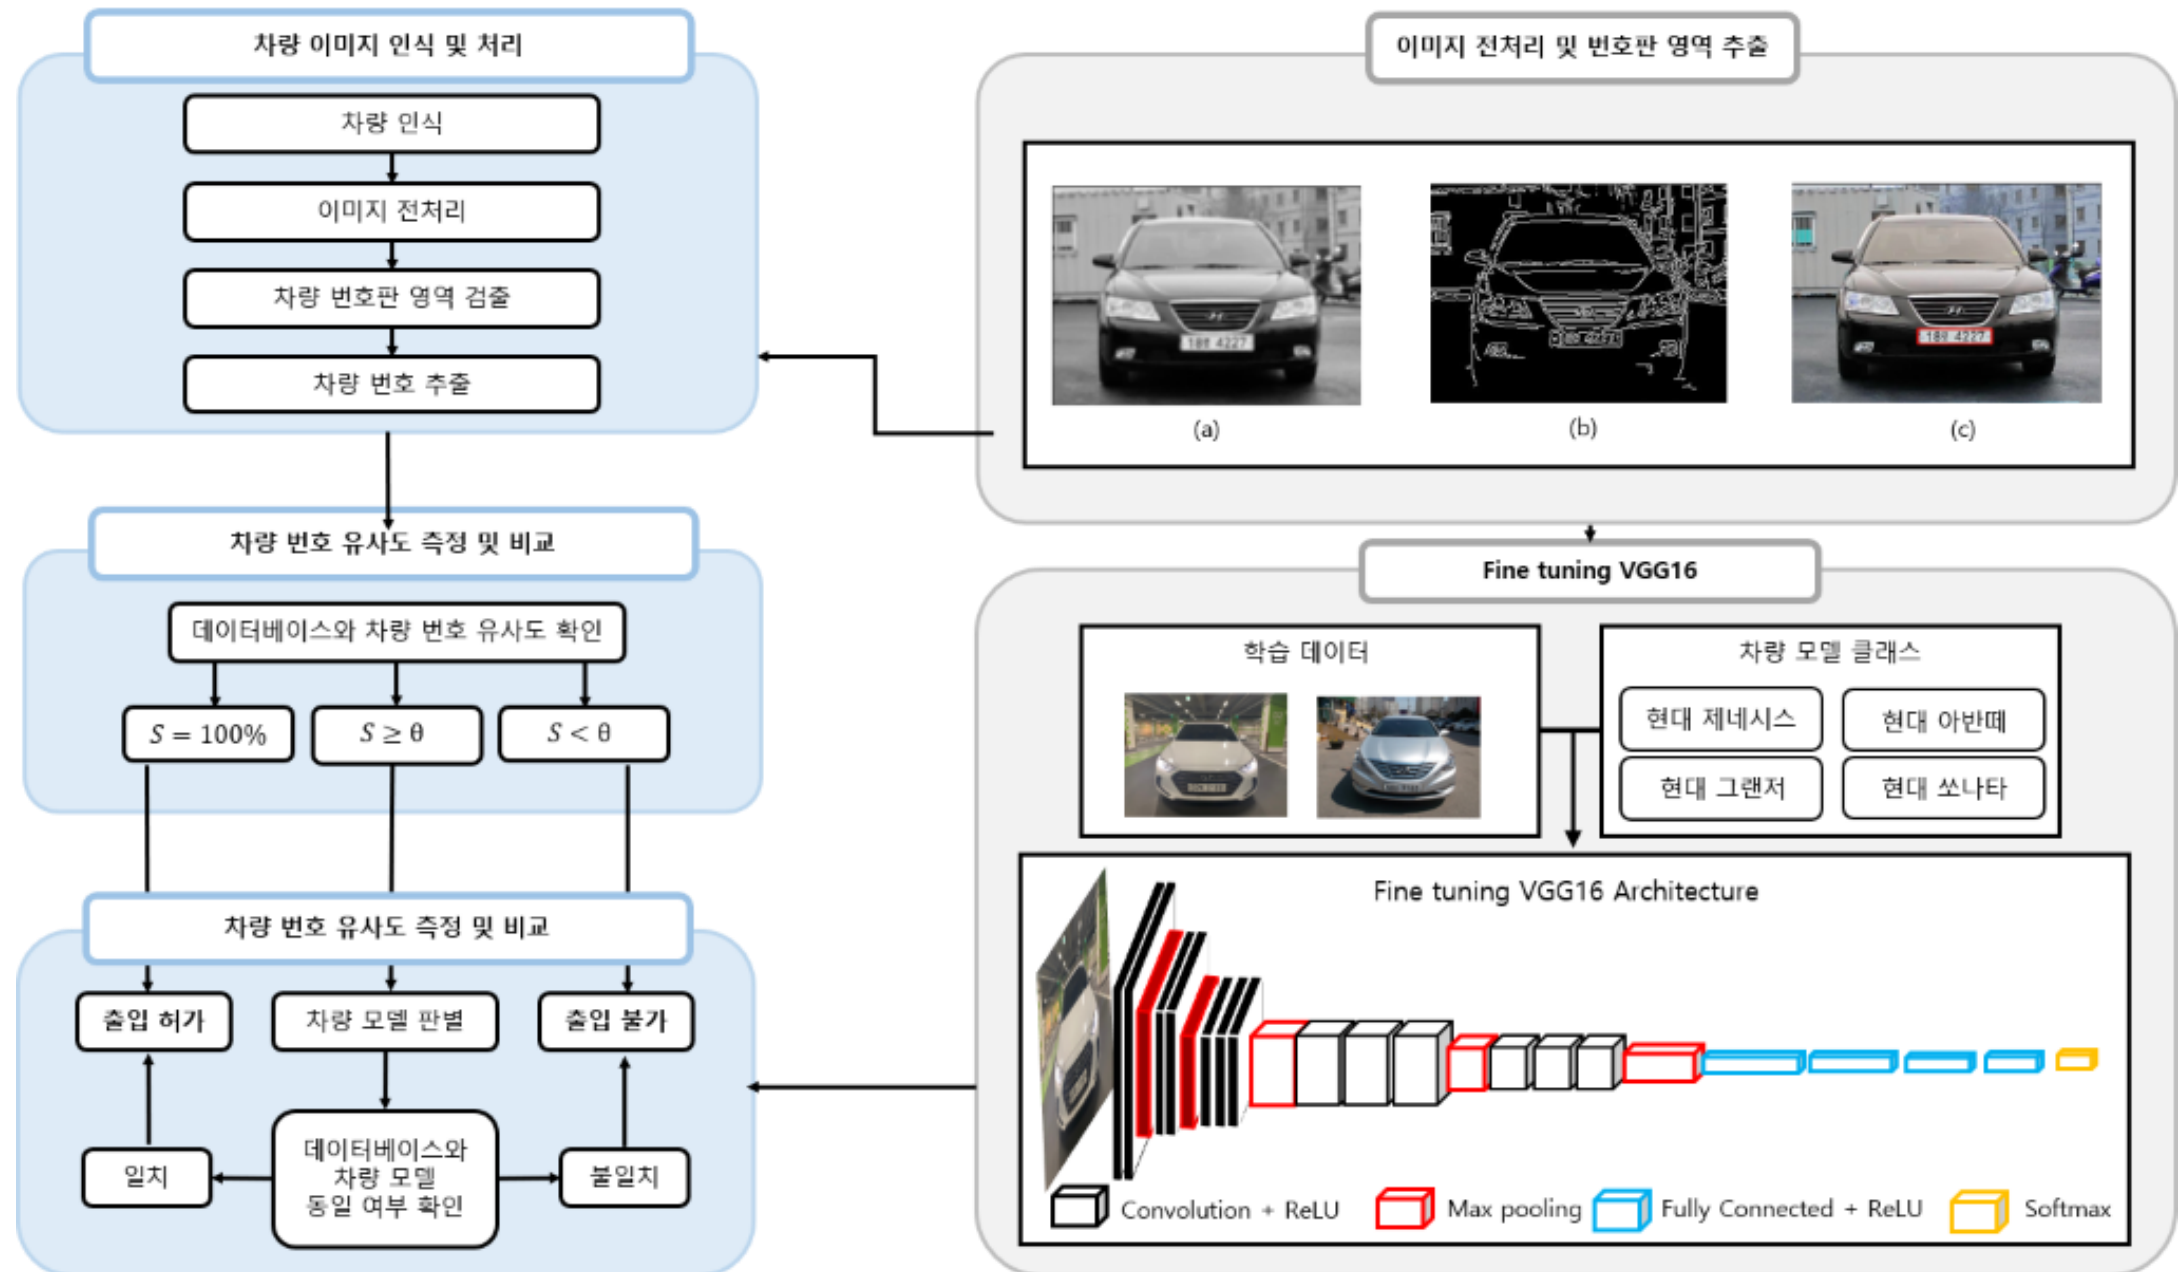 차량 이미지 인식 및 처리
차량 인식
이미지 전처리
차량 번호판 영역 검출
차량 번호 추출
차량 번호 유사도 측정 및 비교
데이터베이스와 차량 번호 유사도 확인
S = 100%
S ≥ θ
S < θ
차량 번호 유사도 측정 및 비교
출입 허가
차량 모델 판별
출입 불가
일치
데이터베이스와
차량 모델
동일 여부 확인
불일치
이미지 전처리 및 번호판 영역 추출
4227
4227
(a)
(b)
(c)
Fine tuning VGG16
학습 데이터
차량 모델 클래스
현대 제네시스
현대 아반떼
현대 그랜저
현대 쏘나타
Fine tuning VGG16 Architecture
Convolution + ReLU
Max pooling
Fully Connected + ReLU
Softmax